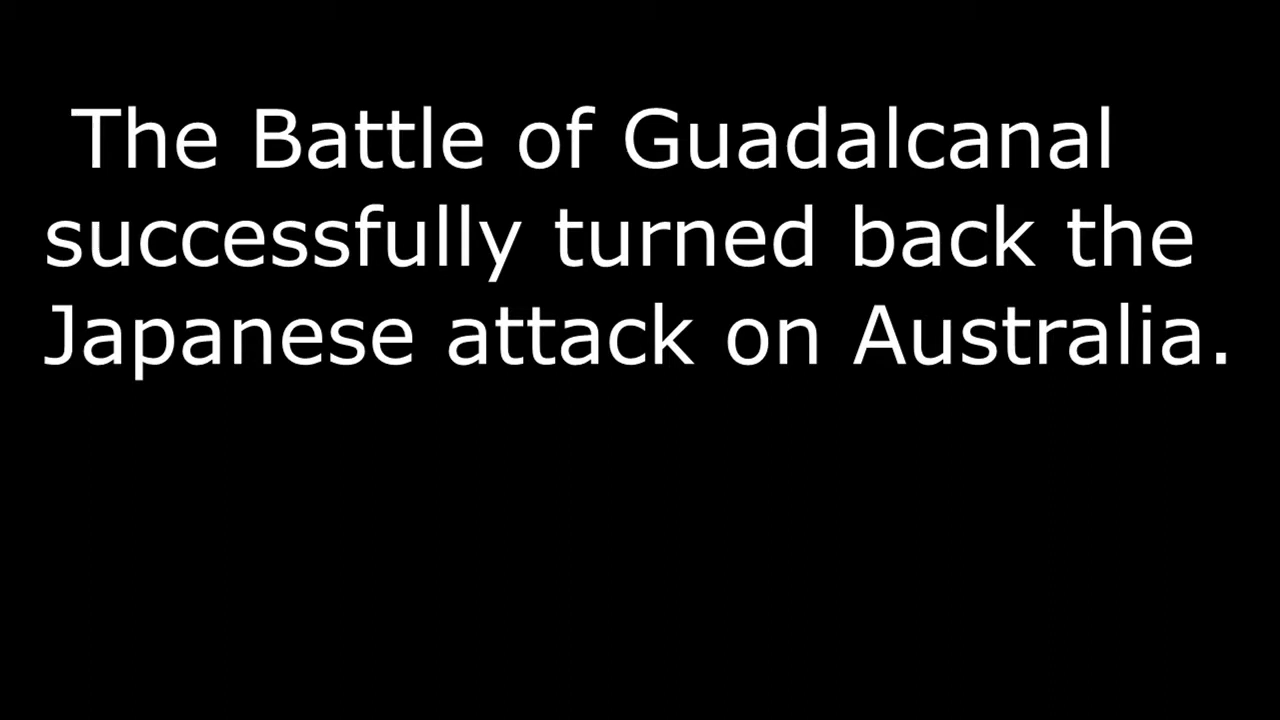 The Battle of Guadalcanal
successfully turned back the
Japanese attack on Australia.